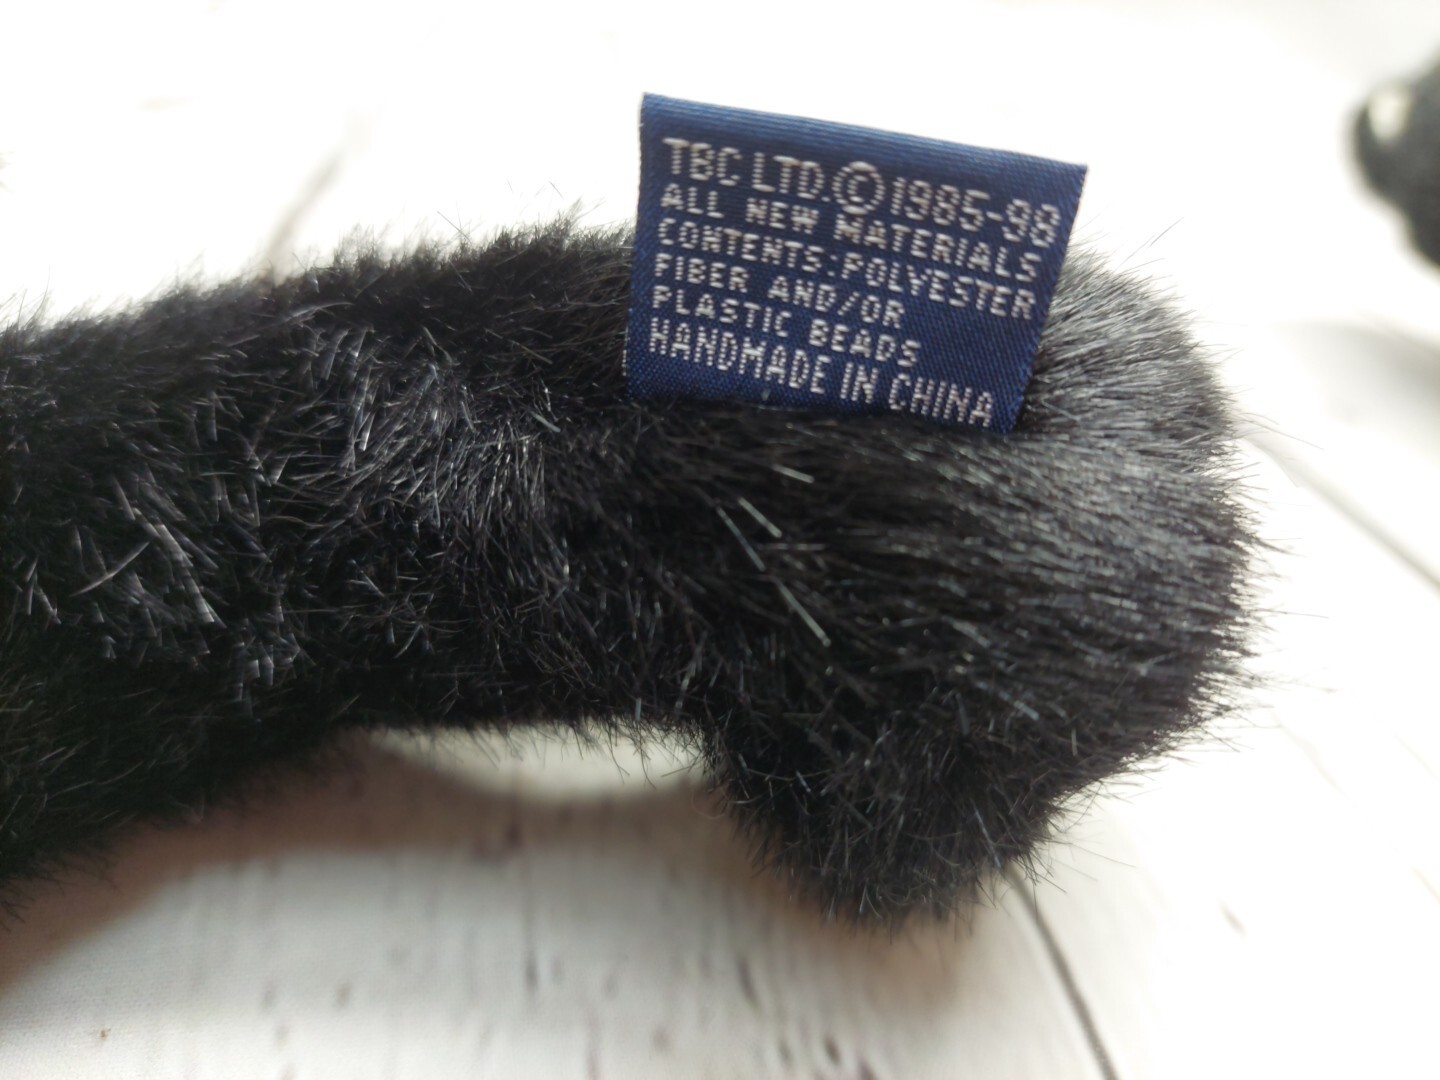 TBC LTD.© 1985-98
ALL NEW MATERIALS
CONTENTS:POLYESTER
FIBER AND/OR
PLASTIC BEADS
HANDMADE IN CHINA